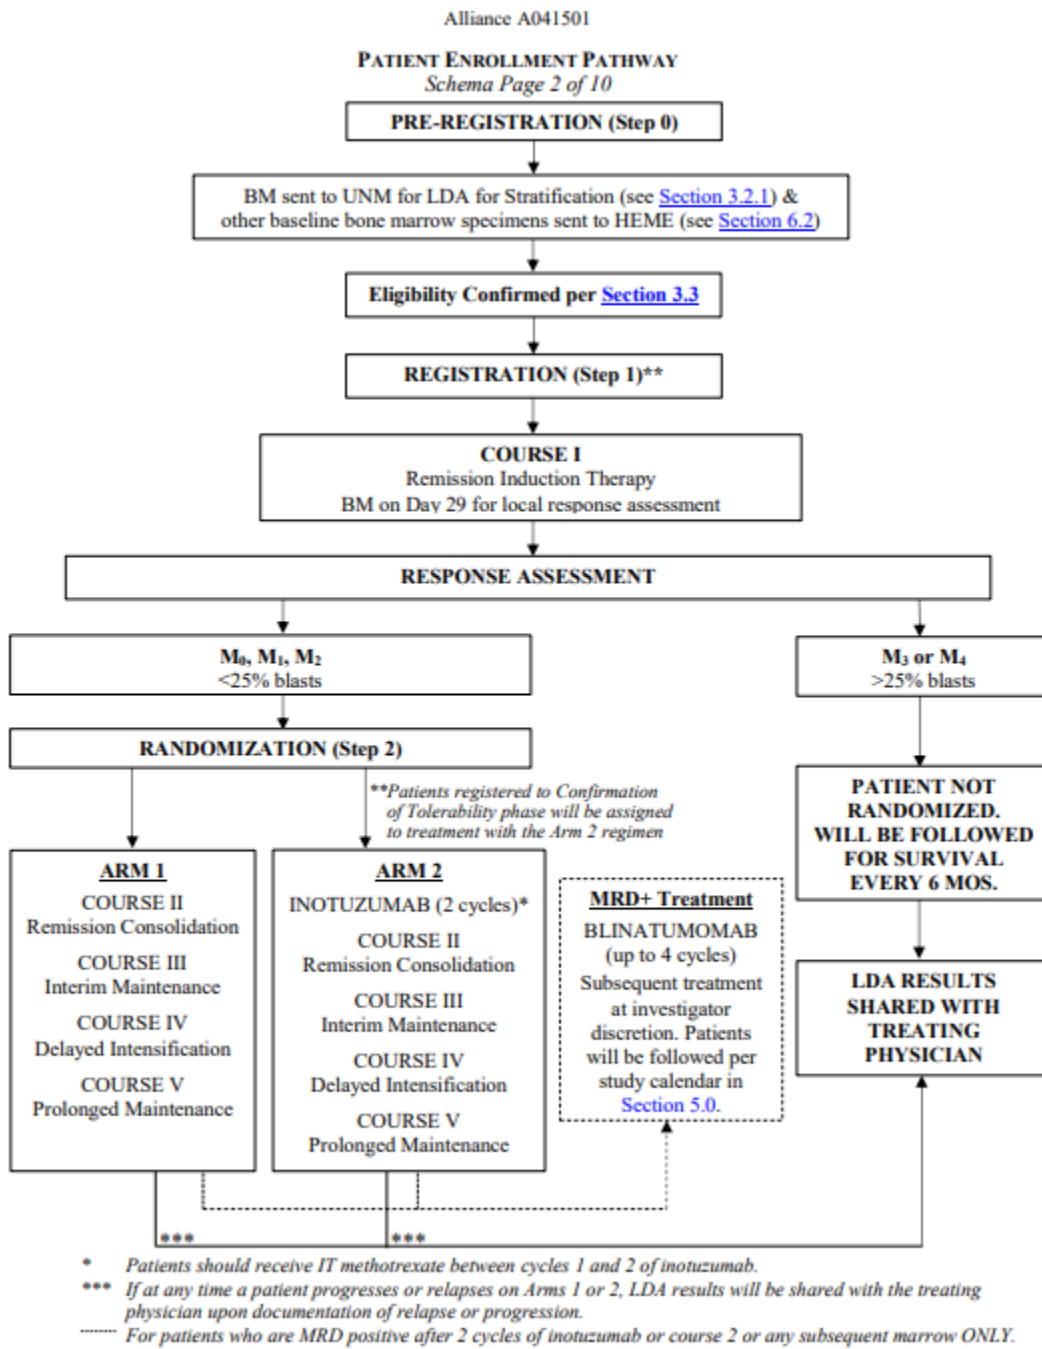 Alliance A041501
PATIENT ENROLLMENT PATHWAY
Schema Page 2 of 10
PRE-REGISTRATION (Step 0)
BM sent to UNM for LDA for Stratification (see Section 3.2.1) &
other baseline bone marrow specimens sent to HEME (see Section 6.2)
Eligibility Confirmed per Section 3.3
REGISTRATION (Step 1)**
COURSE I
Remission Induction Therapy
BM on Day 29 for local response assessment
RESPONSE ASSESSMENT
M0, M1, M2
<25% blasts
M3 or M4
>25% blasts
RANDOMIZATION (Step 2)
**Patients registered to Confirmation
of Tolerability phase will be assigned
to treatment with the Arm 2 regimen
PATIENT NOT
RANDOMIZED.
WILL BE FOLLOWED
FOR SURVIVAL
EVERY 6 MOS.
ARM 1
COURSE II
Remission Consolidation
COURSE III
Interim Maintenance
COURSE IV
Delayed Intensification
COURSE V
Prolonged Maintenance
ARM 2
INOTUZUMAB (2 cycles)*
COURSE II
Remission Consolidation
COURSE III
Interim Maintenance
COURSE IV
Delayed Intensification
COURSE V
Prolonged Maintenance
MRD+ Treatment
BLINATUMOMAB
(up to 4 cycles)
Subsequent treatment
at investigator
discretion. Patients
will be followed per
study calendar in
Section 5.0.
LDA RESULTS
SHARED WITH
TREATING
PHYSICIAN
***
***
* Patients should receive IT methotrexate between cycles 1 and 2 of inotuzumab.
*** If at any time a patient progresses or relapses on Arms 1 or 2, LDA results will be shared with the treating
physician upon documentation of relapse or progression.
For patients who are MRD positive after 2 cycles of inotuzumab or course 2 or any subsequent marrow ONLY.